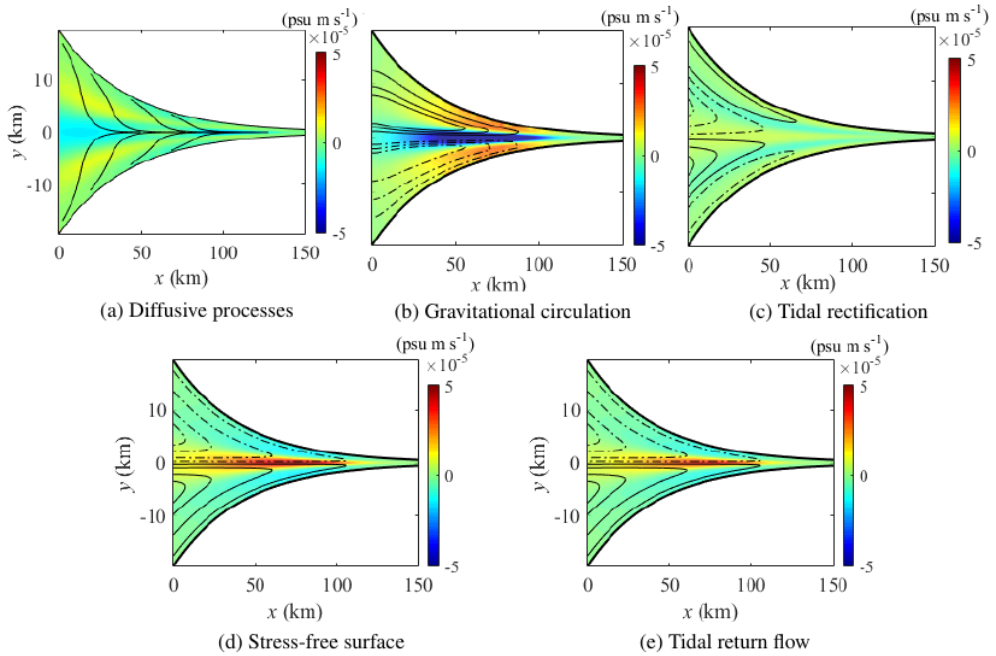 (psu m s⁻¹)
×10⁻⁵
5
0
-5
y (km)
10
0
-10
0 50 100 150
x (km)
(a) Diffusive processes
(psu m s⁻¹)
×10⁻⁵
5
0
-5
0 50 100 150
x (km)
(b) Gravitational circulation
(psu m s⁻¹)
×10⁻⁵
5
0
-5
0 50 100 150
x (km)
(c) Tidal rectification
(psu m s⁻¹)
×10⁻⁵
5
0
-5
y (km)
10
0
-10
0 50 100 150
x (km)
(d) Stress-free surface
(psu m s⁻¹)
×10⁻⁵
5
0
-5
y (km)
10
0
-10
0 50 100 150
x (km)
(e) Tidal return flow